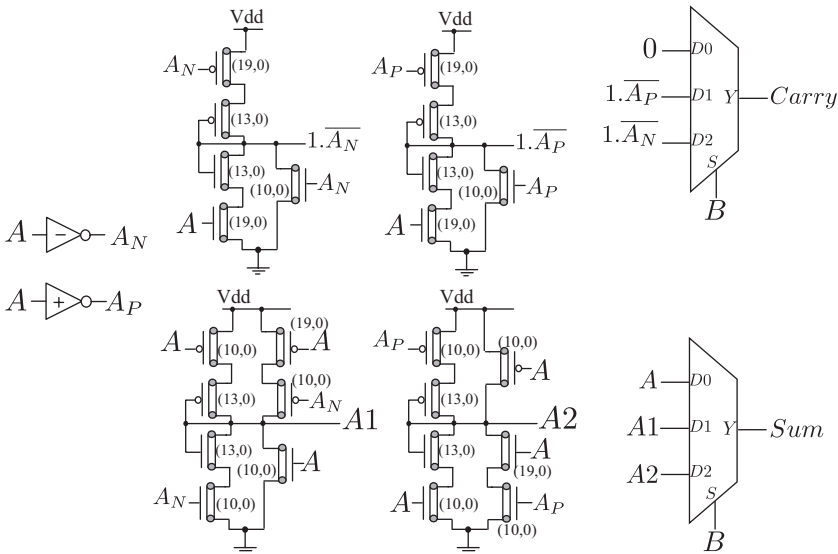 Vdd
A_N
(19,0)
(13,0)
1.\overline{A_N}
(13,0)
(10,0)
A_N
A
(19,0)
Vdd
A_P
(19,0)
(13,0)
1.\overline{A_P}
(13,0)
(10,0)
A_P
A
(19,0)
0
D0
1.\overline{A_P}
D1
Y
Carry
1.\overline{A_N}
D2
S
B
A
−
A_N
A
+
A_P
Vdd
A
(10,0)
(19,0)
A
(13,0)
(10,0)
A_N
A1
(13,0)
(10,0)
A
A_N
(10,0)
Vdd
A_P
(10,0)
(10,0)
A
(13,0)
A2
(13,0)
A
(19,0)
A
(10,0)
A_P
(10,0)
A
D0
A1
D1
Y
Sum
A2
D2
S
B